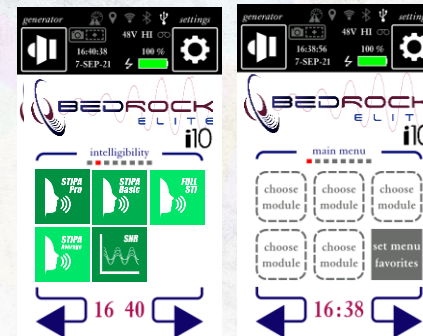 generator
settings
48V HI
16:40:38
7-SEP-21
100 %
BEDROCK
ELITE
i10
intelligibility
STIPA
Pro
STIPA
Basic
FULL
STI
STIPA
Average
SNR
16 40
generator
settin
48V HI
16:38:56
7-SEP-21
100 %
BEDROCK
ELIT
i10
main menu
choose
module
choose
module
choose
module
choose
module
choose
module
set menu
favorites
16:38